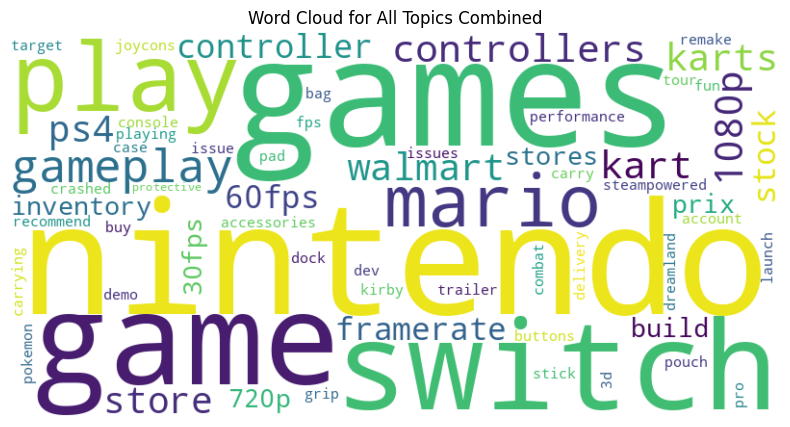 Word Cloud for All Topics Combined
target
joycons
controller
controllers
remake
karts
play
games
bag
tour
fun
1080p
stock
ps4
console
playing
fps
performance
case
issue
pad
issues
stores
kart
gameplay
walmart
carry
crashed
protective
60fps
mario
steampowered
inventory
prix
recommend
buy
accessories
account
carrying
nintendo
30fps
dock
dev
combat
delivery
dreamland
launch
demo
kirby
trailer
game
switch
framerate
build
buttons
pokemon
pouch
stick
3d
pro
store
720p
grip